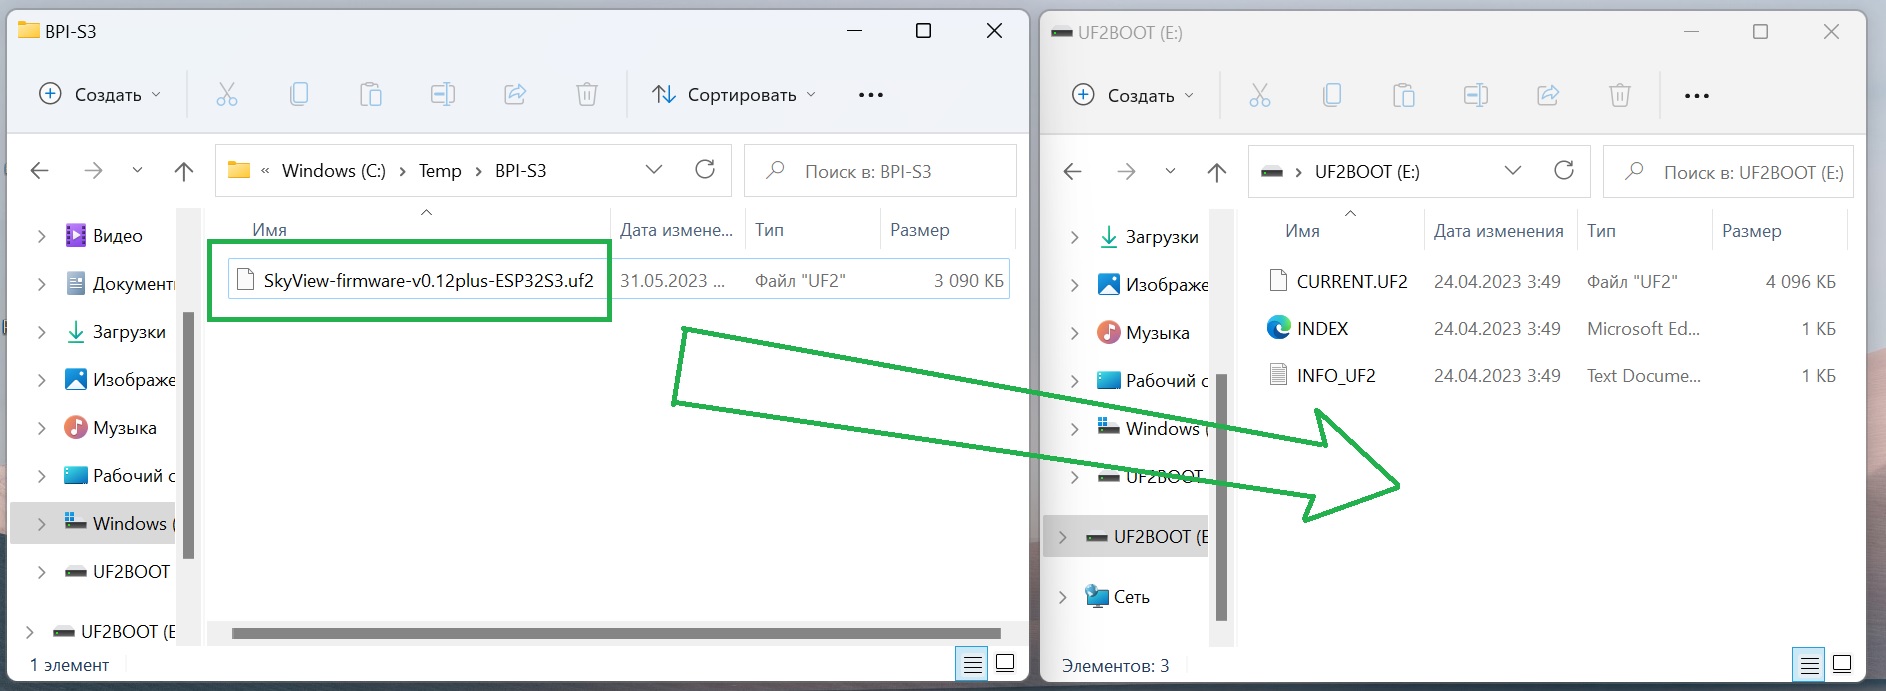 BPI-S3
Создать
Сортировать
« Windows (C:) > Temp > BPI-S3
Поиск в: BPI-S3
Имя
Дата измене...
Тип
Размер
SkyView-firmware-v0.12plus-ESP32S3.uf2
31.05.2023 ...
Файл "UF2"
3 090 КБ
Видео
Документ
Загрузки
Изображе
Музыка
Рабочий с
Windows (
UF2BOOT
UF2BOOT (E
1 элемент
UF2BOOT (E:)
Создать
> UF2BOOT (E:)
Поиск в: UF2BOOT (E:)
Имя
Дата изменения
Тип
Размер
CURRENT.UF2
24.04.2023 3:49
Файл "UF2"
4 096 КБ
INDEX
24.04.2023 3:49
Microsoft Ed...
1 КБ
INFO_UF2
24.04.2023 3:49
Text Docume...
1 КБ
Загрузки
Изображе
Музыка
Рабочий с
Windows (
UF2BOOT
UF2BOOT (E
Сеть
Элементов: 3